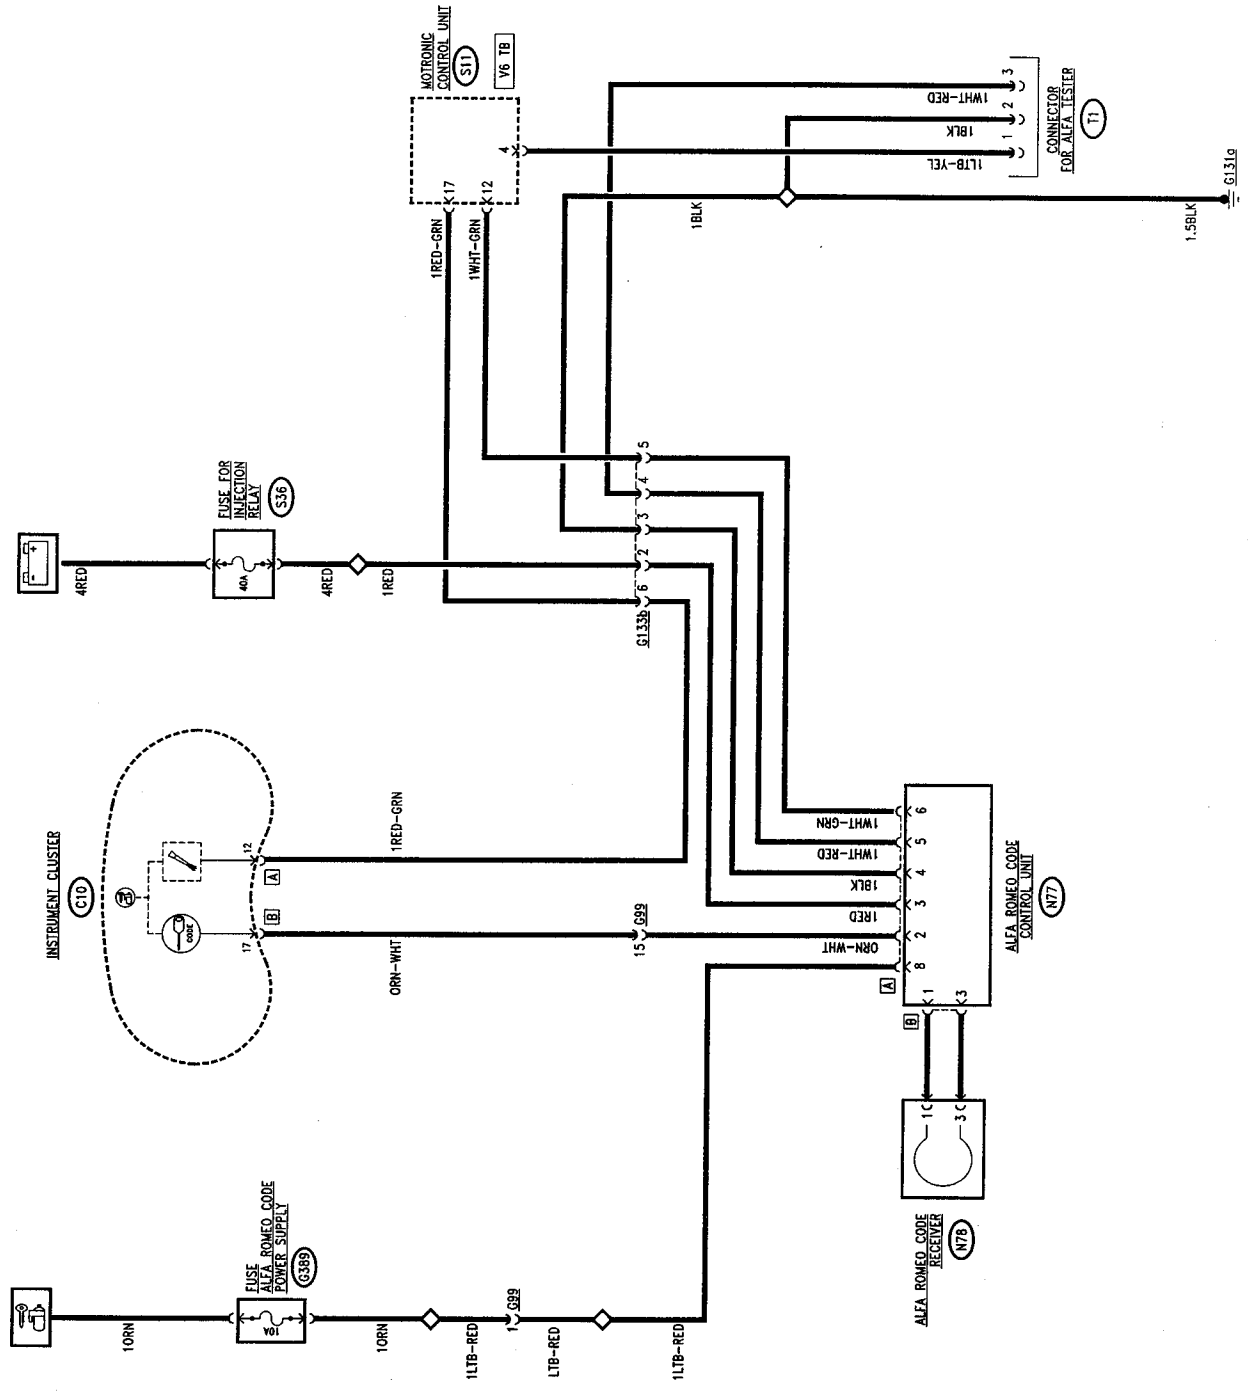 MOTRONIC
CONTROL UNIT
S11
V6 TB
17
12
4
1RED-GRN
1WHT-GRN
1WHT-RED
1BLK
1LTB-YEL
3
2
1
CONNECTOR
FOR ALFA TESTER
T1
1BLK
1.5BLK
G131a
FUSE FOR
INJECTION
RELAY
S36
40A
4RED
4RED
1RED
5
4
3
2
6
G133b
INSTRUMENT CLUSTER
C10
CODE
12
17
A
B
1RED-GRN
ORN-WHT
15
G99
1WHT-GRN
1WHT-RED
1BLK
1RED
ORN-WHT
6
5
4
3
2
8
A
ALFA ROMEO CODE
CONTROL UNIT
N77
B
1
3
1
3
ALFA ROMEO CODE
RECEIVER
N78
FUSE
ALFA ROMEO CODE
POWER SUPPLY
G389
10A
1ORN
1ORN
1LTB-RED
1
G99
LTB-RED
1LTB-RED